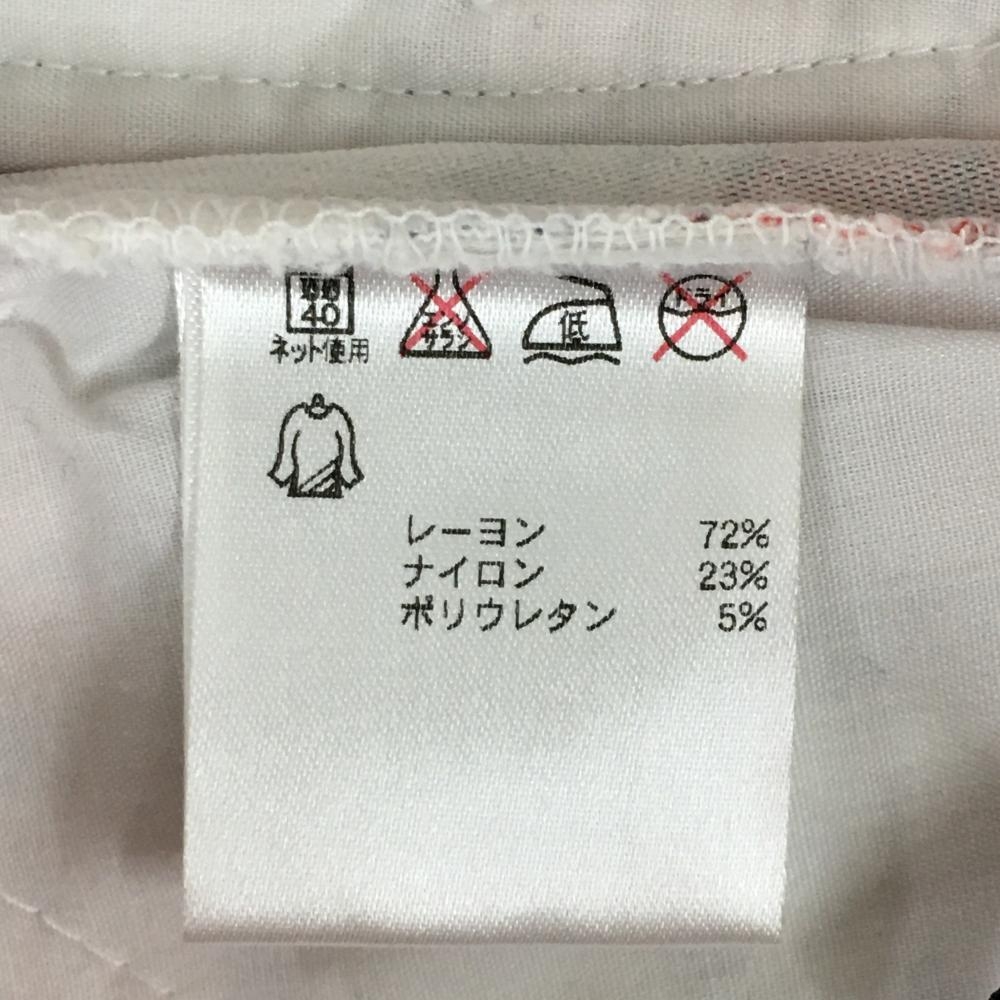 40
ネット使用
エンソ
サラシ
低
ドライ
レーヨン 72%
ナイロン 23%
ポリウレタン 5%